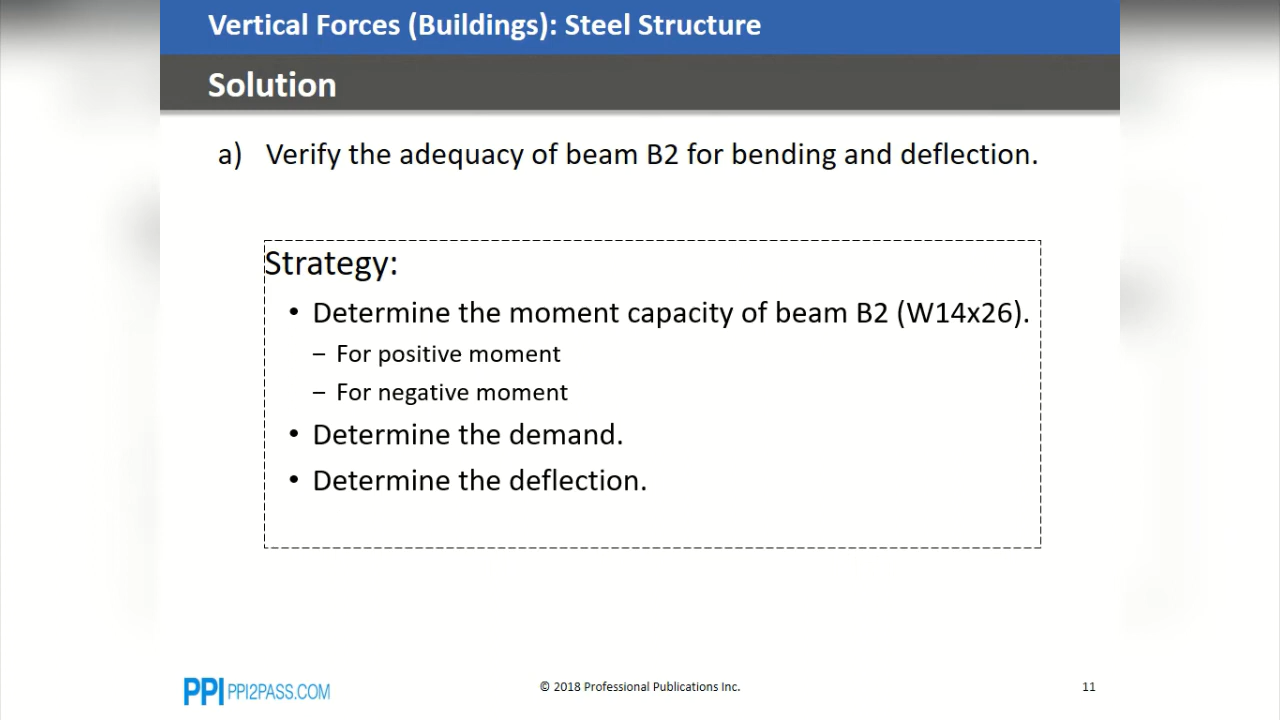 Vertical Forces (Buildings): Steel Structure
Solution
a) Verify the adequacy of beam B2 for bending and deflection.
Strategy:
• Determine the moment capacity of beam B2 (W14x26).
– For positive moment
– For negative moment
• Determine the demand.
• Determine the deflection.
PPI PPI2PASS.COM
© 2018 Professional Publications Inc.
11